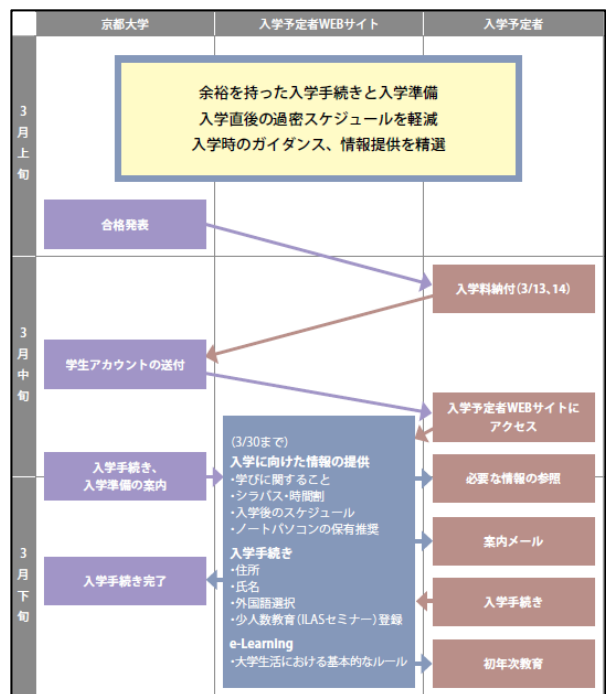 京都大学
入学予定者WEBサイト
入学予定者
3月上旬
余裕を持った入学手続きと入学準備
入学直後の過密スケジュールを軽減
入学時のガイダンス、情報提供を精選
合格発表
3月中旬
入学料納付(3/13、14)
学生アカウントの送付
入学予定者WEBサイトに
アクセス
(3/30まで)
入学に向けた情報の提供
・学びに関すること
・シラバス・時間割
・入学後のスケジュール
・ノートパソコンの保有推奨
入学手続き
・住所
・氏名
・外国語選択
・少人数教育(ILASセミナー)登録
e-Learning
・大学生活における基本的なルール
入学手続き、
入学準備の案内
必要な情報の参照
3月下旬
案内メール
入学手続き完了
入学手続き
初年次教育